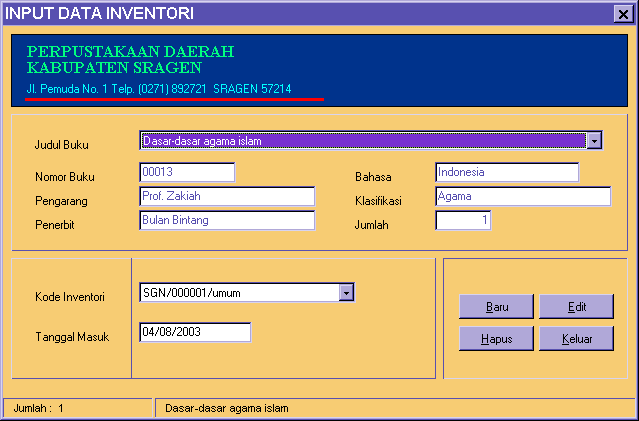 INPUT DATA INVENTORI
PERPUSTAKAAN DAERAH
KABUPATEN SRAGEN
Jl. Pemuda No. 1 Telp. (0271) 892721 SRAGEN 57214
Judul Buku Dasar-dasar agama islam
Nomor Buku 00013 Bahasa Indonesia
Pengarang Prof. Zakiah Klasifikasi Agama
Penerbit Bulan Bintang Jumlah 1
Kode Inventori SGN/000001/umum
Baru Edit
Tanggal Masuk 04/08/2003
Hapus Keluar
Jumlah : 1 Dasar-dasar agama islam